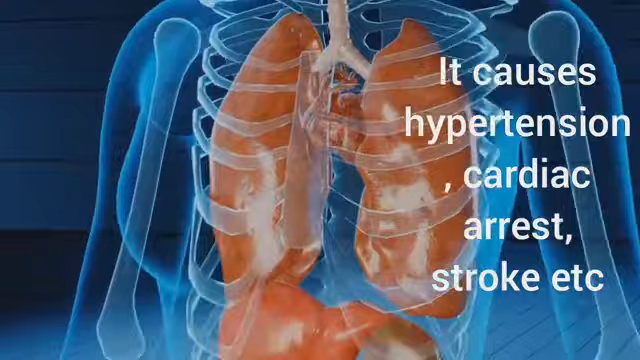 It causes
hypertension
, cardiac
arrest,
stroke etc